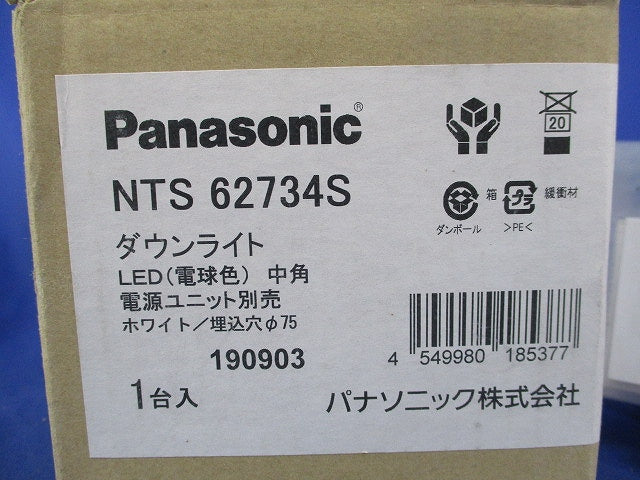 Panasonic®
20
NTS 62734S
箱
緩衝材
プラ
ダンボール
>PE<
ダウンライト
LED(電球色) 中角
電源ユニット別売
ホワイト/埋込穴φ75
190903
4 549980 185377
1台入
パナソニック株式会社